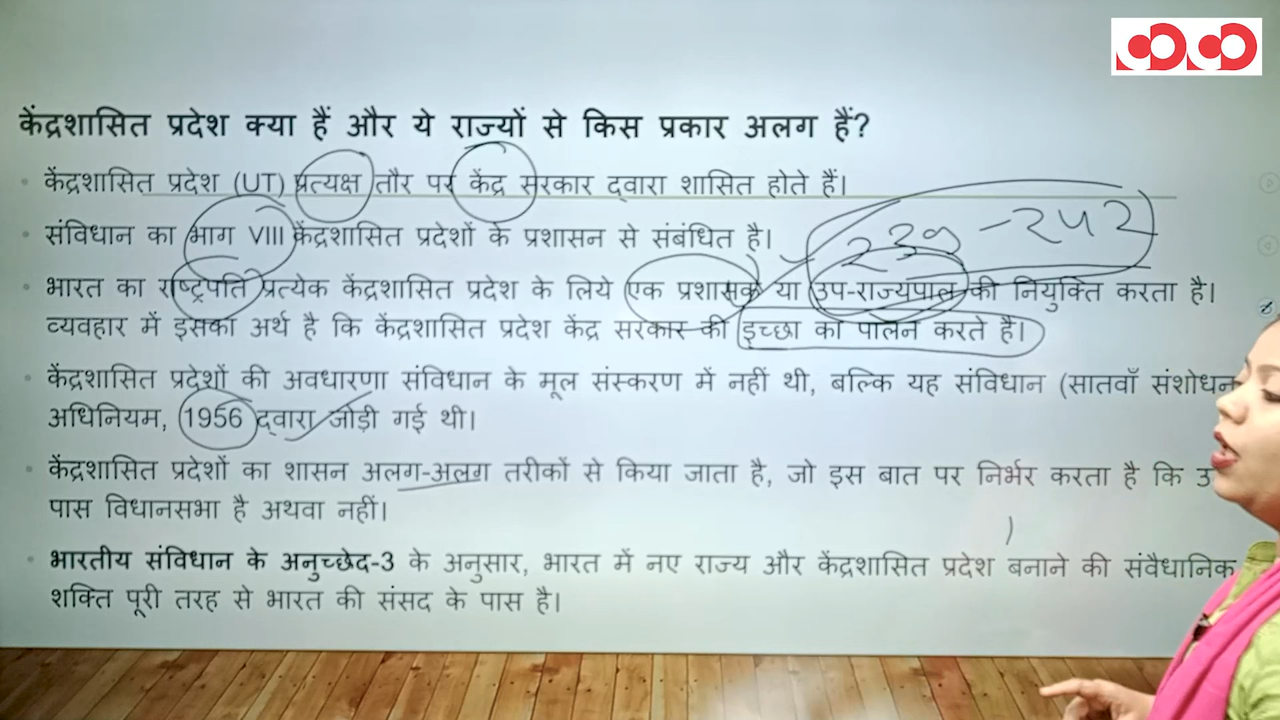 केंद्रशासित प्रदेश क्या हैं और ये राज्यों से किस प्रकार अलग हैं?
केंद्रशासित प्रदेश (UT) प्रत्यक्ष तौर पर केंद्र सरकार द्वारा शासित होते हैं।
संविधान का भाग VIII केंद्रशासित प्रदेशों के प्रशासन से संबंधित है।
239-242
भारत का राष्ट्रपति प्रत्येक केंद्रशासित प्रदेश के लिये एक प्रशासक या उप-राज्यपाल की नियुक्ति करता है।
व्यवहार में इसका अर्थ है कि केंद्रशासित प्रदेश केंद्र सरकार की इच्छा का पालन करते हैं।
केंद्रशासित प्रदेशों की अवधारणा संविधान के मूल संस्करण में नहीं थी, बल्कि यह संविधान (सातवाँ संशोधन
अधिनियम, 1956 द्वारा जोड़ी गई थी।
केंद्रशासित प्रदेशों का शासन अलग-अलग तरीकों से किया जाता है, जो इस बात पर निर्भर करता है कि
पास विधानसभा है अथवा नहीं।
भारतीय संविधान के अनुच्छेद-3 के अनुसार, भारत में नए राज्य और केंद्रशासित प्रदेश बनाने की संवैधानिक
शक्ति पूरी तरह से भारत की संसद के पास है।